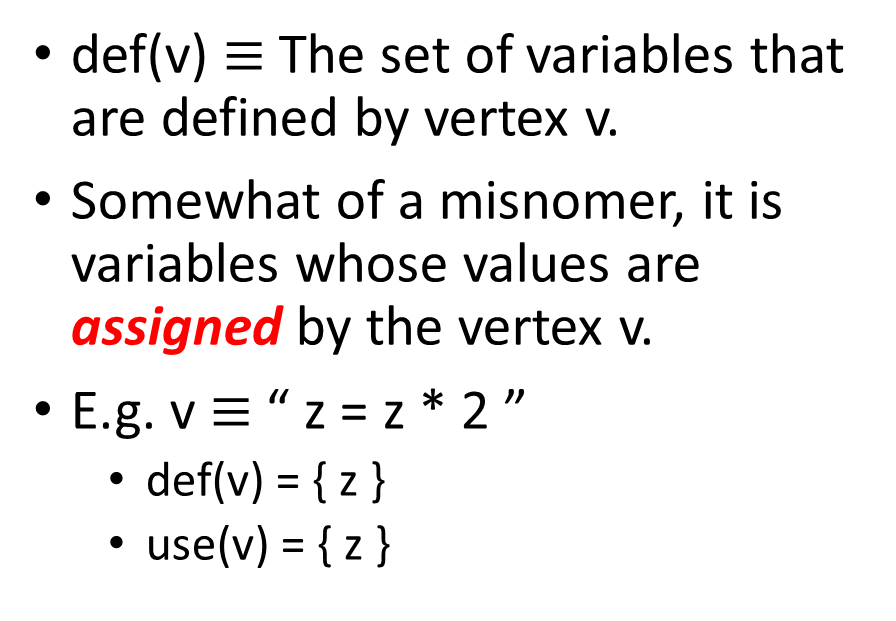 • def(v) ≡ The set of variables that
are defined by vertex v.
• Somewhat of a misnomer, it is
variables whose values are
assigned by the vertex v.
• E.g. v ≡ “ z = z * 2 ”
• def(v) = { z }
• use(v) = { z }